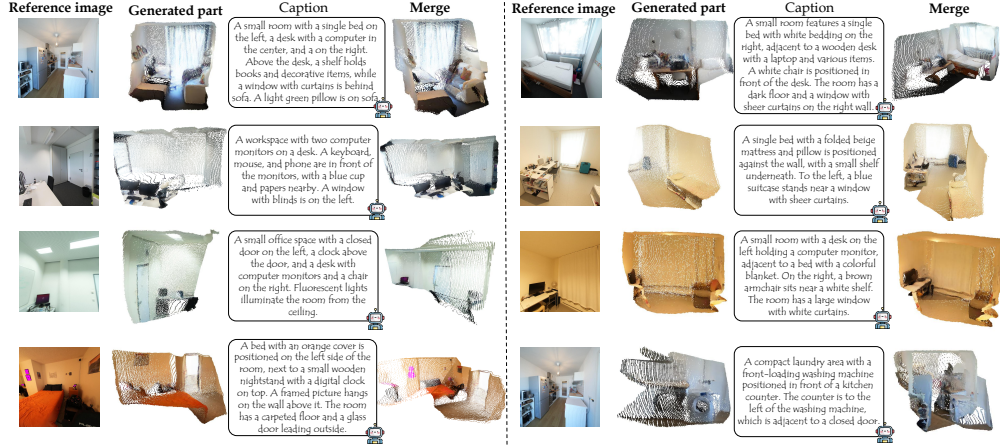 Reference image Generated part Caption Merge
A small room with a single bed on
the left, a desk with a computer in
the center, and a on the right.
Above the desk, a shelf holds
books and decorative items, while
a window with curtains is behind
sofa. A light green pillow is on sofa
A workspace with two computer
monitors on a desk. A keyboard,
mouse, and phone are in front of
the monitors, with a blue cup
and papers nearby. A window
with blinds is on the left.
A small office space with a closed
door on the left, a clock above
the door, and a desk with
computer monitors and a chair
on the right. Fluorescent lights
illuminate the room from the
ceiling.
A bed with an orange cover is
positioned on the left side of the
room, next to a small wooden
nightstand with a digital clock
on top. A framed picture hangs
on the wall above it. The room
has a carpeted floor and a glass
door leading outside.
Reference image Generated part Caption Merge
A small room features a single
bed with white bedding on the
right, adjacent to a wooden desk
with a laptop and various items.
A white chair is positioned in
front of the desk. The room has a
dark floor and a window with
sheer curtains on the right wall.
A single bed with a folded beige
mattress and pillow is positioned
against the wall, with a small shelf
underneath. To the left, a blue
suitcase stands near a window
with sheer curtains.
A small room with a desk on the
left holding a computer monitor,
adjacent to a bed with a colorful
blanket. On the right, a brown
armchair sits near a white shelf.
The room has a large window
with white curtains.
A compact laundry area with a
front-loading washing machine
positioned in front of a kitchen
counter. The counter is to the
left of the washing machine,
which is adjacent to a closed door.